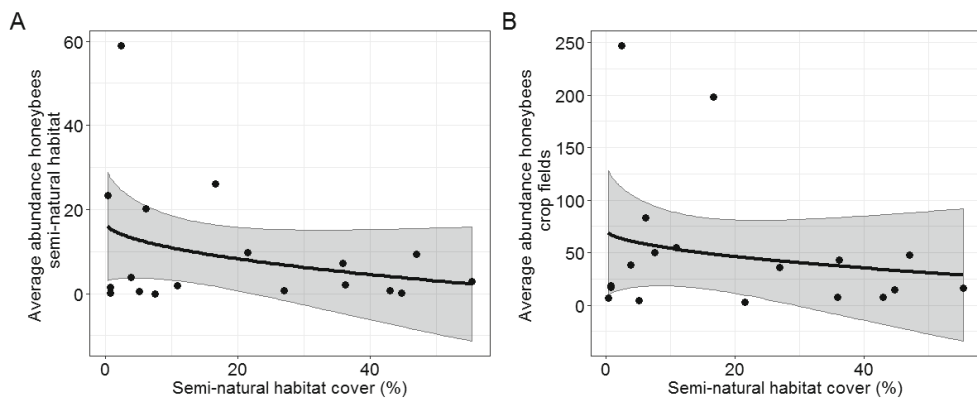 A
Average abundance honeybees
semi-natural habitat
60
40
20
0
0
20
40
Semi-natural habitat cover (%)
B
Average abundance honeybees
crop fields
250
200
150
100
50
0
0
20
40
Semi-natural habitat cover (%)